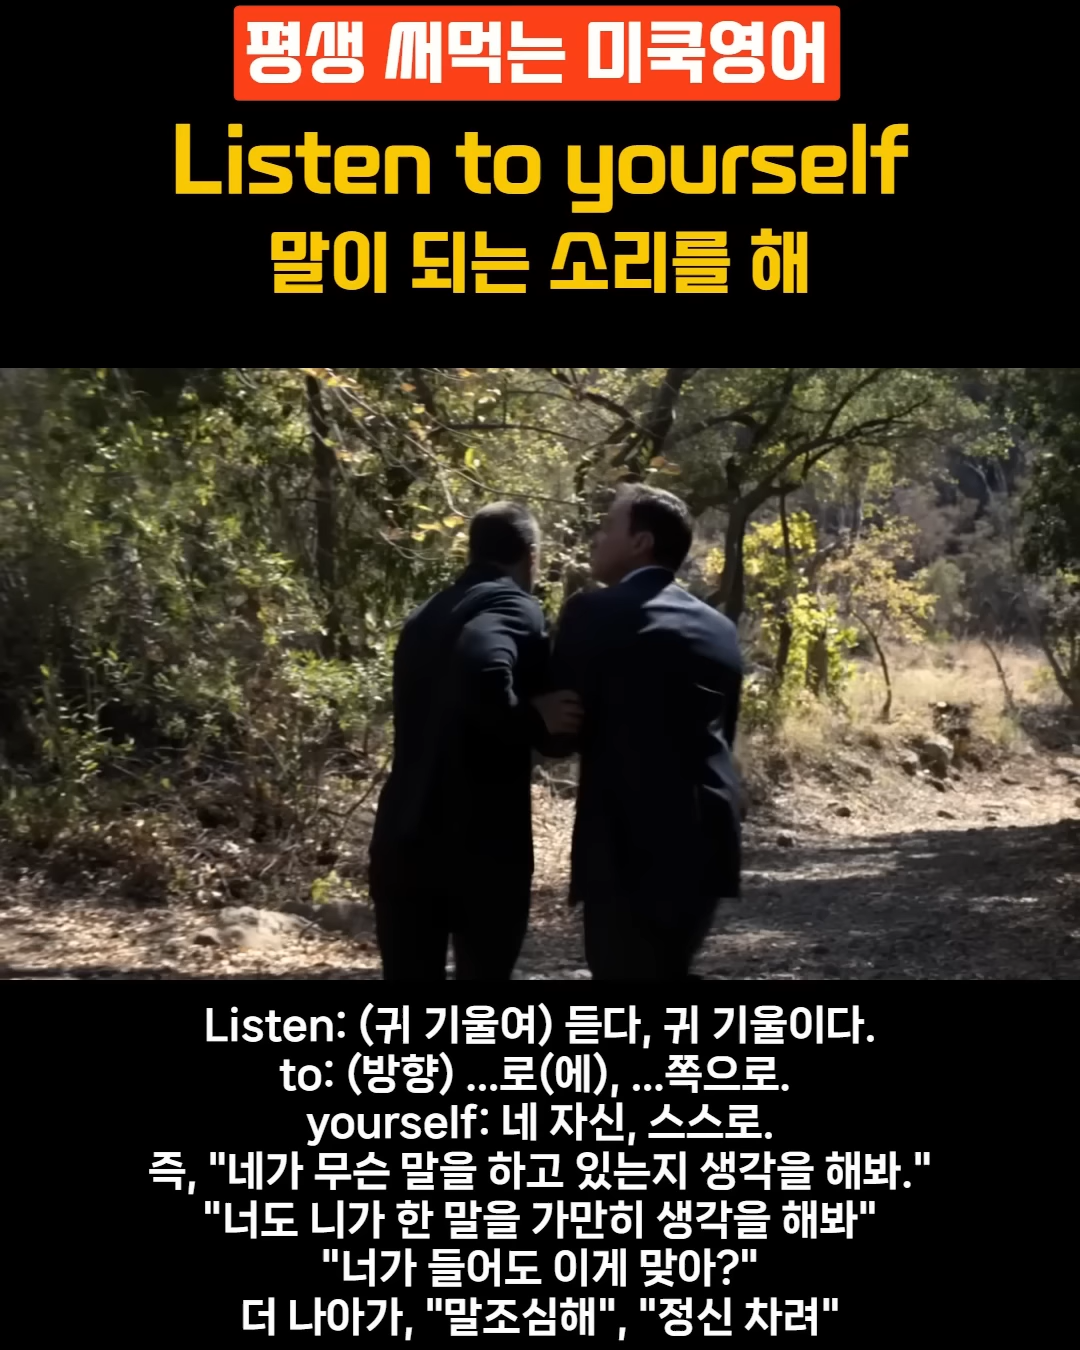 평생 써먹는 미쿡영어
Listen to yourself
말이 되는 소리를 해
Listen: (귀 기울여) 듣다, 귀 기울이다.
to: (방향) ...로(에), ...쪽으로.
yourself: 네 자신, 스스로.
즉, "네가 무슨 말을 하고 있는지 생각을 해봐."
"너도 니가 한 말을 가만히 생각을 해봐"
"너가 들어도 이게 맞아?"
더 나아가, "말조심해", "정신 차려"